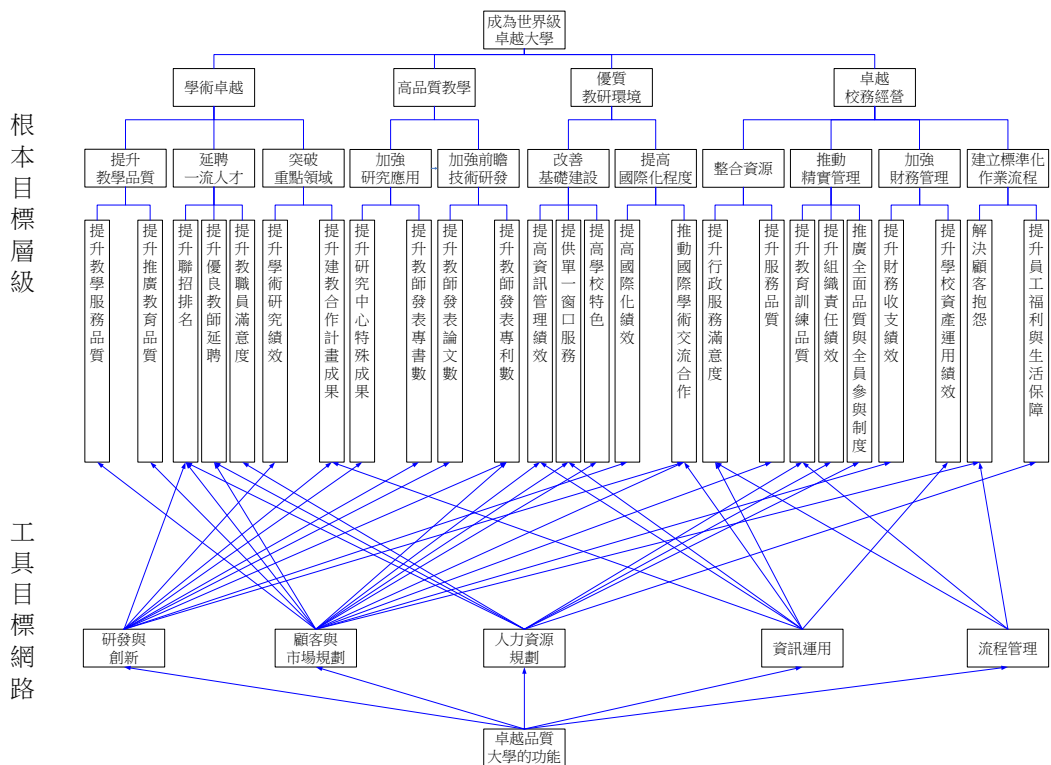 成為世界級
卓越大學
學術卓越
高品質教學
優質
教研環境
卓越
校務經營
根本目標層級
提升
教學品質
延聘
一流人才
突破
重點領域
加強
研究應用
加強前瞻
技術研發
改善
基礎建設
提高
國際化程度
整合資源
推動
精實管理
加強
財務管理
建立標準化
作業流程
提升教學服務品質
提升推廣教育品質
提升聯招排名
提升優良教師延聘
提升教職員滿意度
提升學術研究績效
提升建教合作計畫成果
提升研究中心特殊成果
提升教師發表專書數
提升教師發表論文數
提升教師發表專利數
提高資訊管理績效
提供單一窗口服務
提高學校特色
提高國際化績效
推動國際學術交流合作
提升行政服務滿意度
提升服務品質
提升教育訓練品質
提升組織責任績效
推廣全面品質與全員參與制度
提升財務收支績效
提升學校資產運用績效
解決顧客抱怨
提升員工福利與生活保障
工具目標網路
研發與
創新
顧客與
市場規劃
人力資源
規劃
資訊運用
流程管理
卓越品質
大學的功能